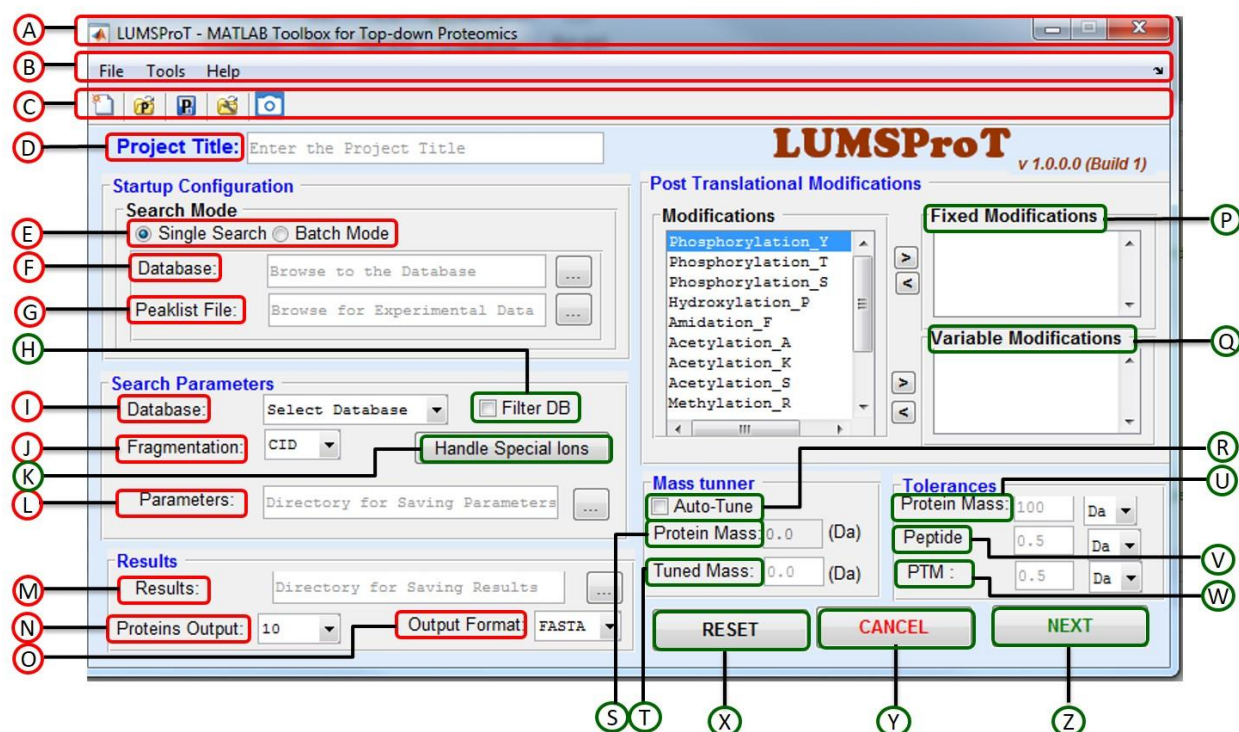 A
LUMSProT - MATLAB Toolbox for Top-down Proteomics
B
File Tools Help
C
D
Project Title:
Enter the Project Title
LUMSProT
v 1.0.0.0 (Build 1)
Startup Configuration
Search Mode
E
Single Search
Batch Mode
F
Database:
Browse to the Database
...
G
Peaklist File:
Browse for Experimental Data
...
H
Search Parameters
I
Database:
Select Database
Filter DB
J
Fragmentation:
CID
K
Handle Special Ions
L
Parameters:
Directory for Saving Parameters
...
Results
M
Results:
Directory for Saving Results
...
N
Proteins Output:
10
O
Output Format:
FASTA
Post Translational Modifications
Modifications
Phosphorylation_Y
Phosphorylation_T
Phosphorylation_S
Hydroxylation_P
Amidation_F
Acetylation_A
Acetylation_K
Acetylation_S
Methylation_R
>
<
>
<
Fixed Modifications
P
Variable Modifications
Q
Mass tunner
Auto-Tune
R
Protein Mass:
0.0
(Da)
Tuned Mass:
0.0
(Da)
Tolerances
U
Protein Mass:
100
Da
Peptide
0.5
Da
V
PTM :
0.5
Da
W
RESET
CANCEL
NEXT
S
T
X
Y
Z